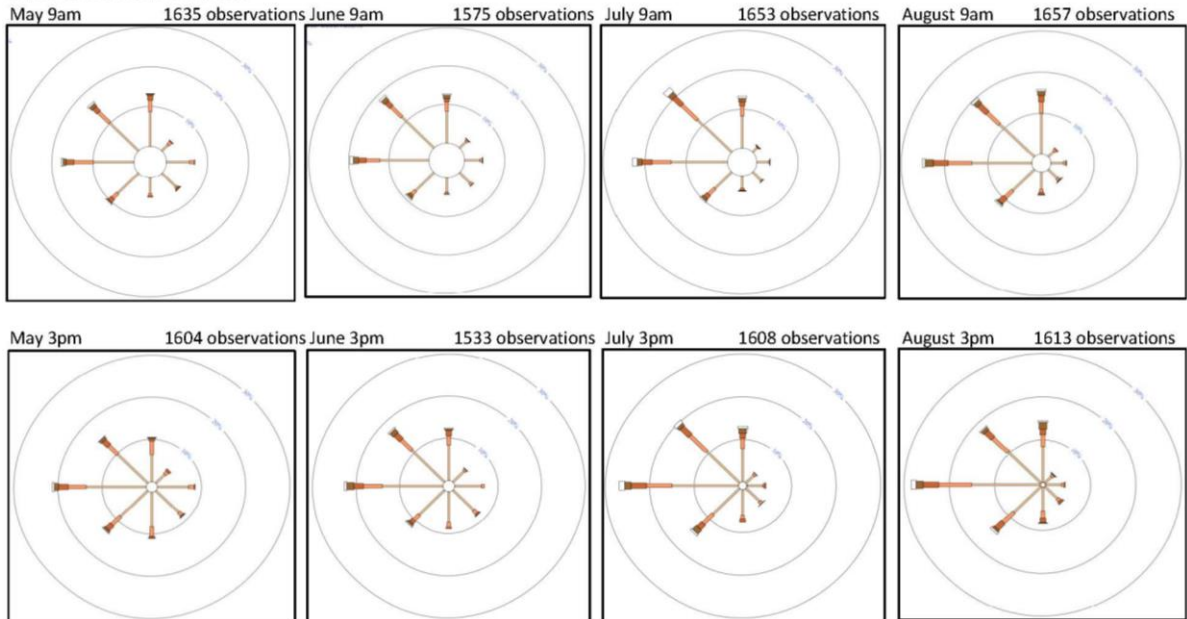 May 9am 1635 observations
June 9am 1575 observations
July 9am 1653 observations
August 9am 1657 observations
May 3pm 1604 observations
June 3pm 1533 observations
July 3pm 1608 observations
August 3pm 1613 observations